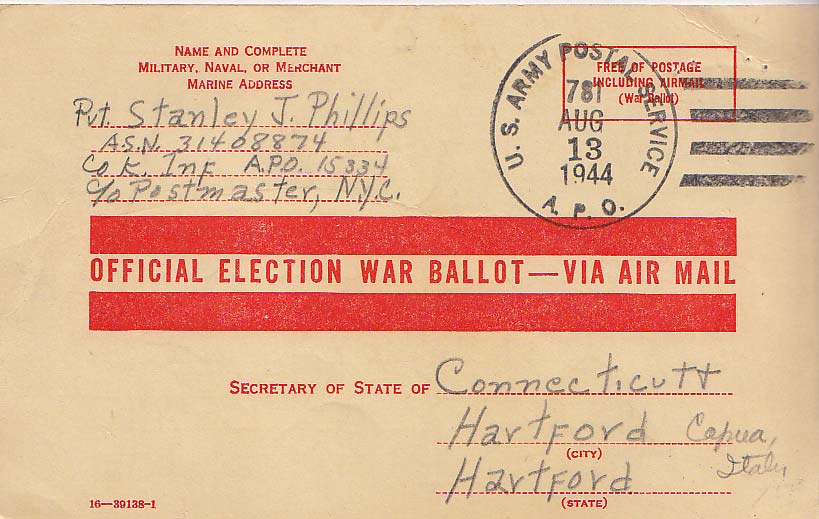 NAME AND COMPLETE
MILITARY, NAVAL, OR MERCHANT
MARINE ADDRESS
Pvt. Stanley J. Phillips
A.S.N. 31408874
Co K. Inf A.P.O. 15334
c/o Postmaster, N.Y.C.
FREE OF POSTAGE
INCLUDING AIRMAIL
(War Ballot)
U. S. ARMY POSTAL SERVICE
781
AUG
13
1944
A. P. O.
OFFICIAL ELECTION WAR BALLOT—VIA AIR MAIL
SECRETARY OF STATE OF Connecticutt
Hartford Capua,
(CITY) Italy
Hartford
(STATE)
16—39138-1